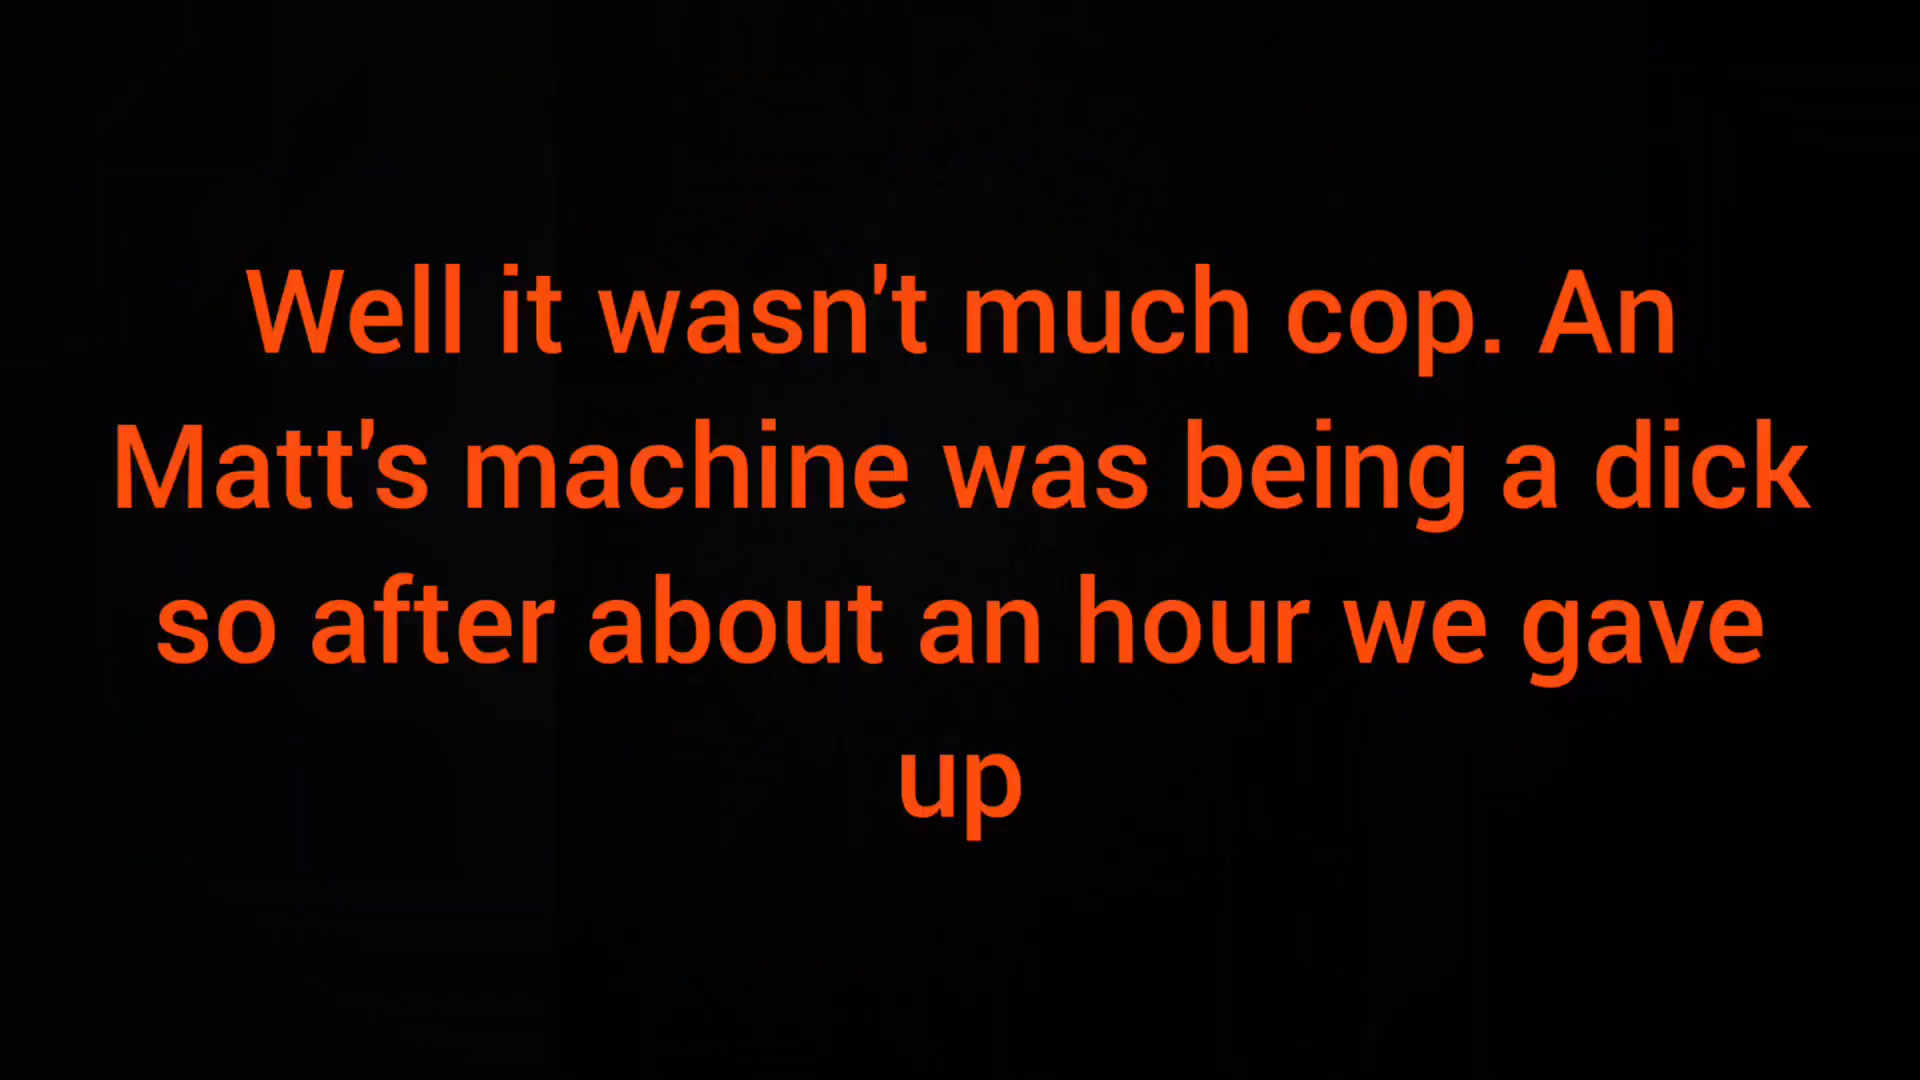 Well it wasn't much cop. An
Matt's machine was being a dick
so after about an hour we gave
up